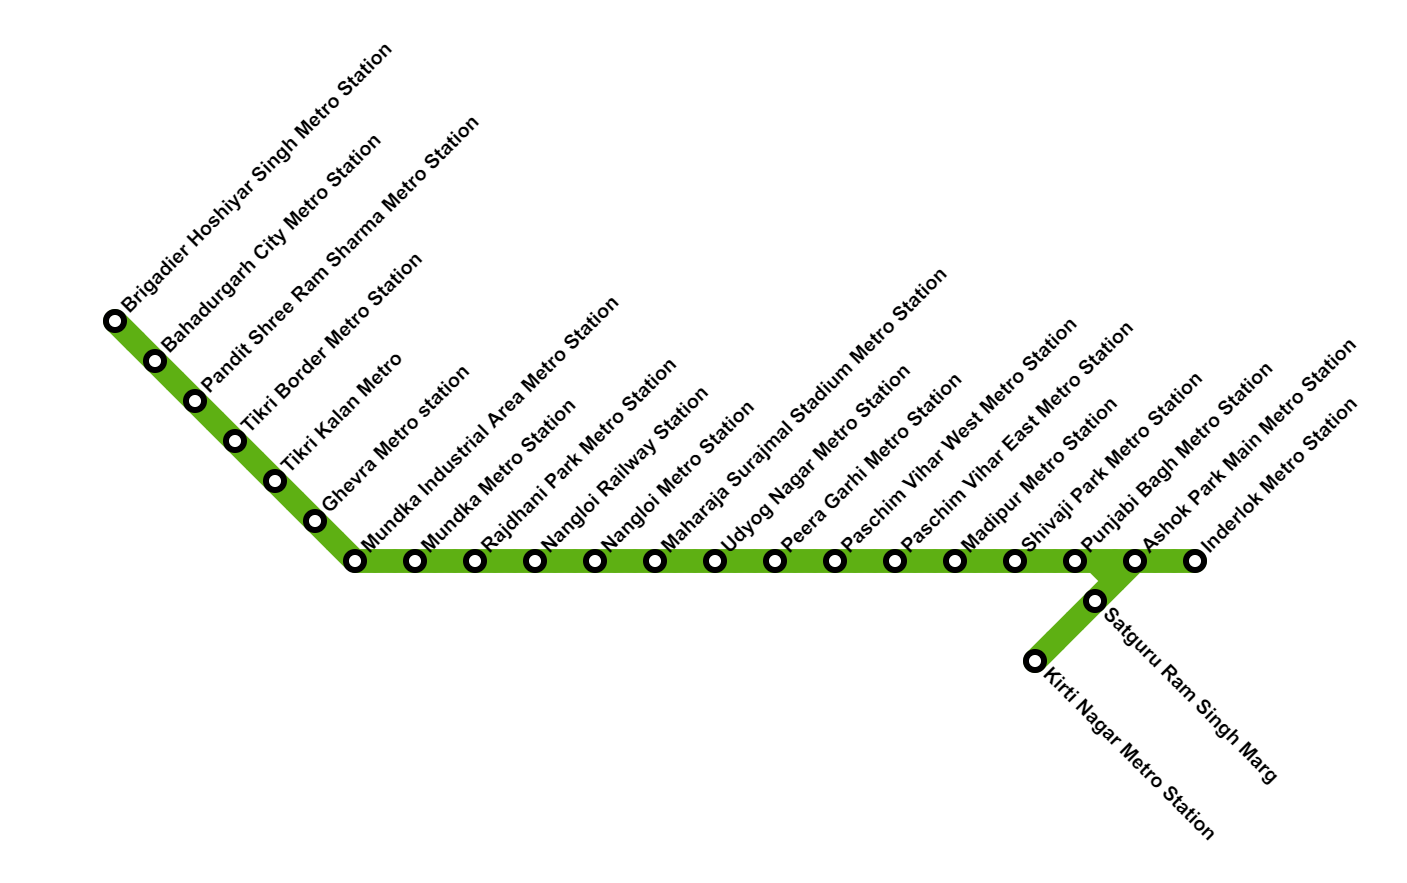 Brigadier Hoshiyar Singh Metro Station
Bahadurgarh City Metro Station
Pandit Shree Ram Sharma Metro Station
Tikri Border Metro Station
Tikri Kalan Metro
Ghevra Metro station
Mundka Industrial Area Metro Station
Mundka Metro Station
Rajdhani Park Metro Station
Nangloi Railway Station
Nangloi Metro Station
Maharaja Surajmal Stadium Metro Station
Udyog Nagar Metro Station
Peera Garhi Metro Station
Paschim Vihar West Metro Station
Paschim Vihar East Metro Station
Madipur Metro Station
Shivaji Park Metro Station
Punjabi Bagh Metro Station
Ashok Park Main Metro Station
Inderlok Metro Station
Satguru Ram Singh Marg
Kirti Nagar Metro Station